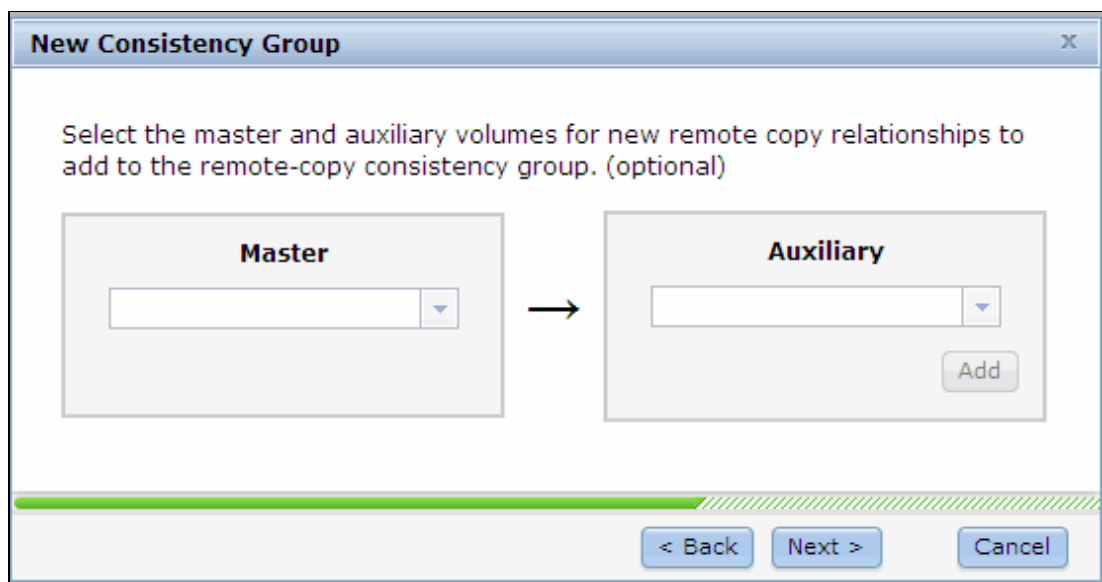 New Consistency Group
x
Select the master and auxiliary volumes for new remote copy relationships to
add to the remote-copy consistency group. (optional)
Master
Auxiliary
→
Add
< Back
Next >
Cancel